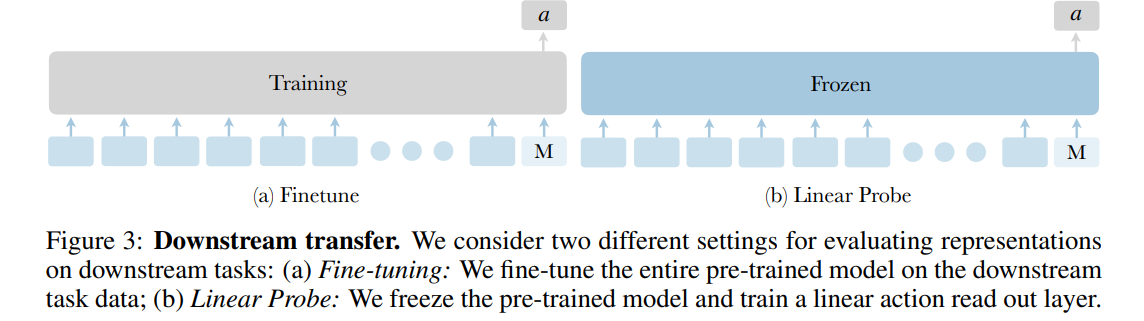 a a
Training Frozen
M M
(a) Finetune (b) Linear Probe
Figure 3: Downstream transfer. We consider two different settings for evaluating representations
on downstream tasks: (a) Fine-tuning: We fine-tune the entire pre-trained model on the downstream
task data; (b) Linear Probe: We freeze the pre-trained model and train a linear action read out layer.